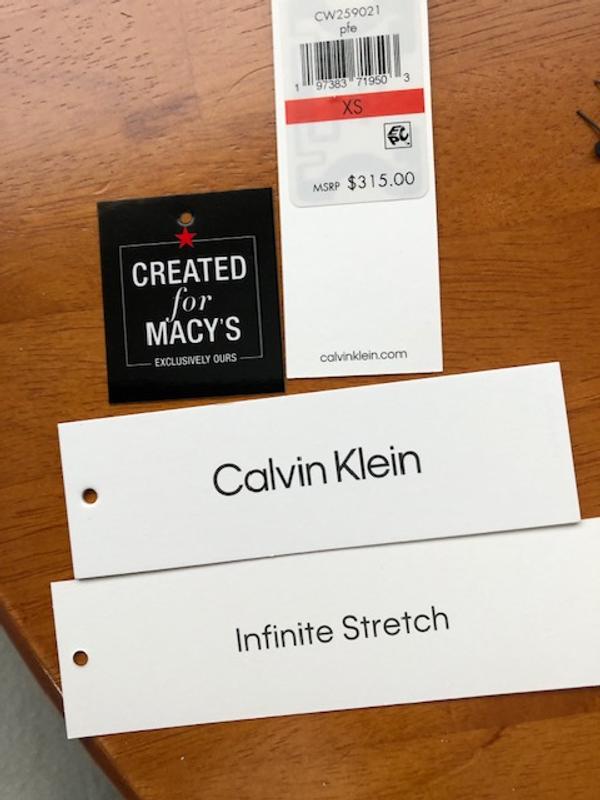 CW259021
pfe
1 97383 71950 3
XS
EPC
MSRP $315.00
calvinklein.com
CREATED
for
MACY'S
EXCLUSIVELY OURS
Calvin Klein
Infinite Stretch